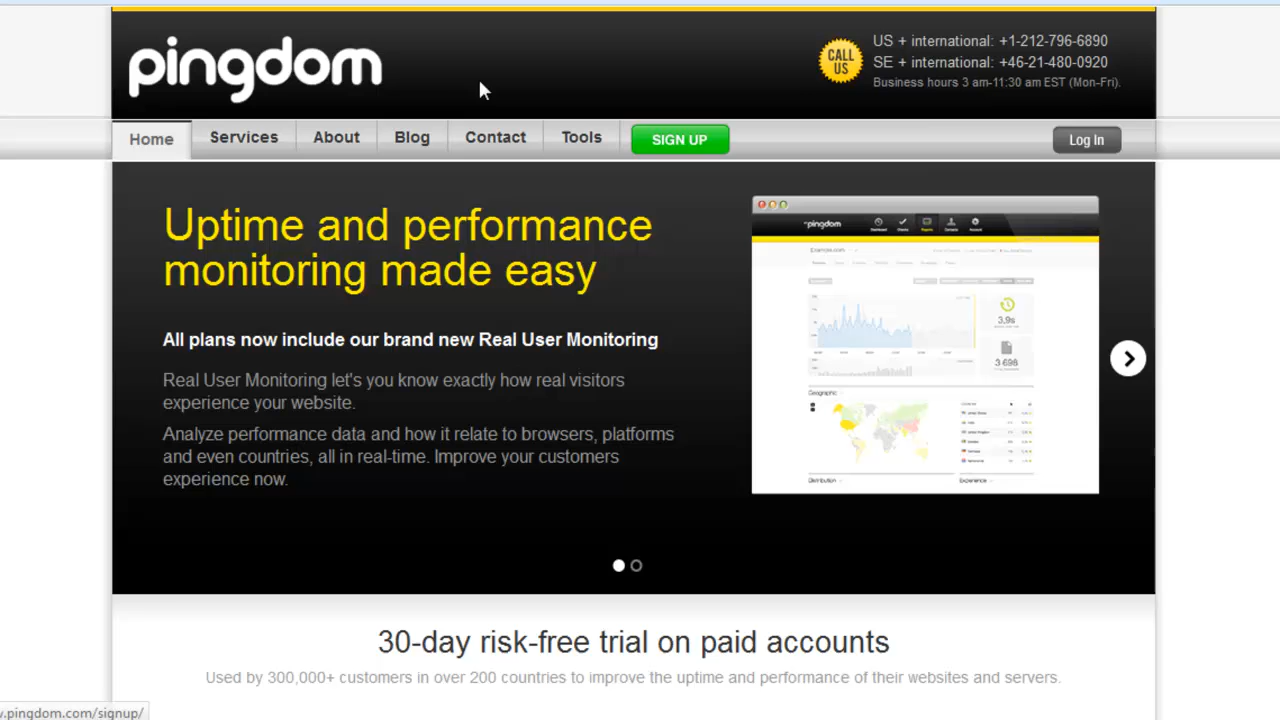 pingdom
CALL US
US + international: +1-212-796-6890
SE + international: +46-21-480-0920
Business hours 3 am-11:30 am EST (Mon-Fri).
Home Services About Blog Contact Tools SIGN UP Log In
Uptime and performance
monitoring made easy
All plans now include our brand new Real User Monitoring
Real User Monitoring let's you know exactly how real visitors
experience your website.
Analyze performance data and how it relate to browsers, platforms
and even countries, all in real-time. Improve your customers
experience now.
pingdom
3,9s
3 698
Geographic
Distribution
Experience
30-day risk-free trial on paid accounts
Used by 300,000+ customers in over 200 countries to improve the uptime and performance of their websites and servers.
.pingdom.com/signup/